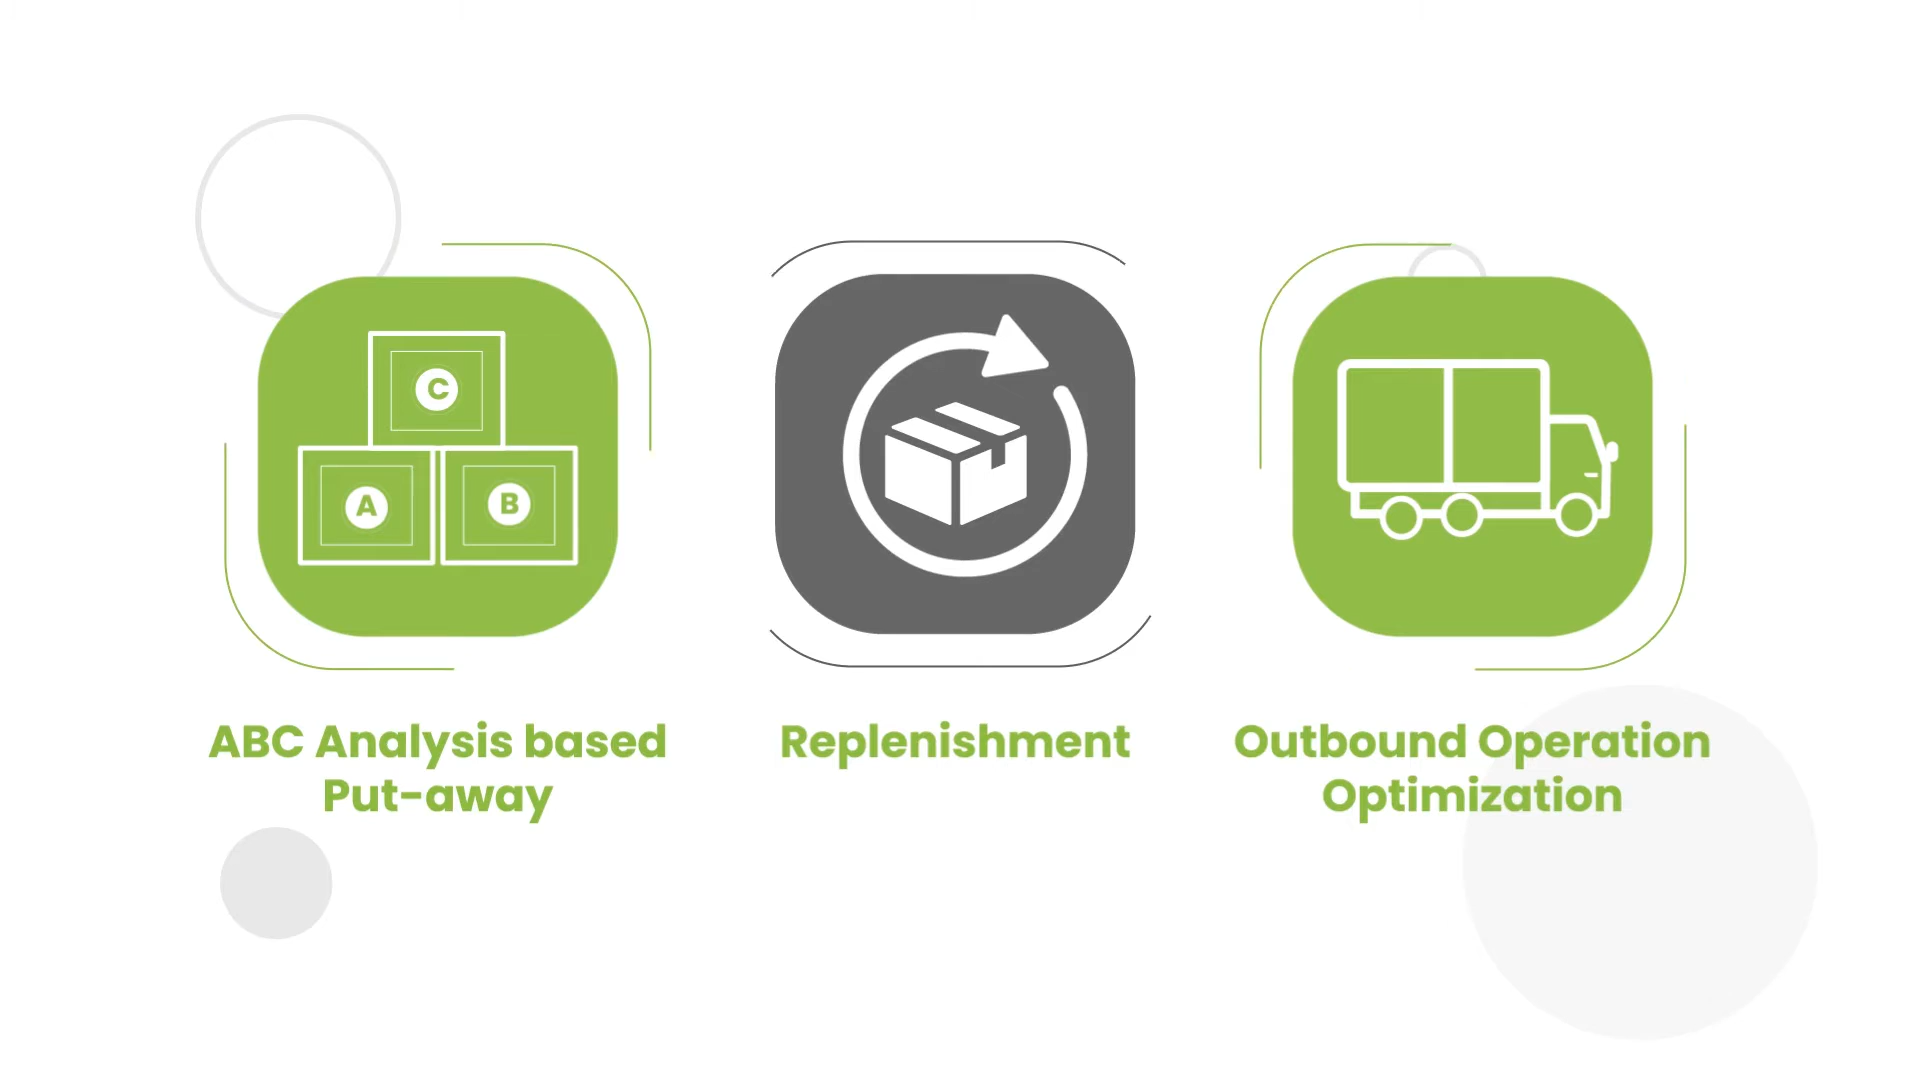 C
A
B
ABC Analysis based
Put-away
Replenishment
Outbound Operation
Optimization